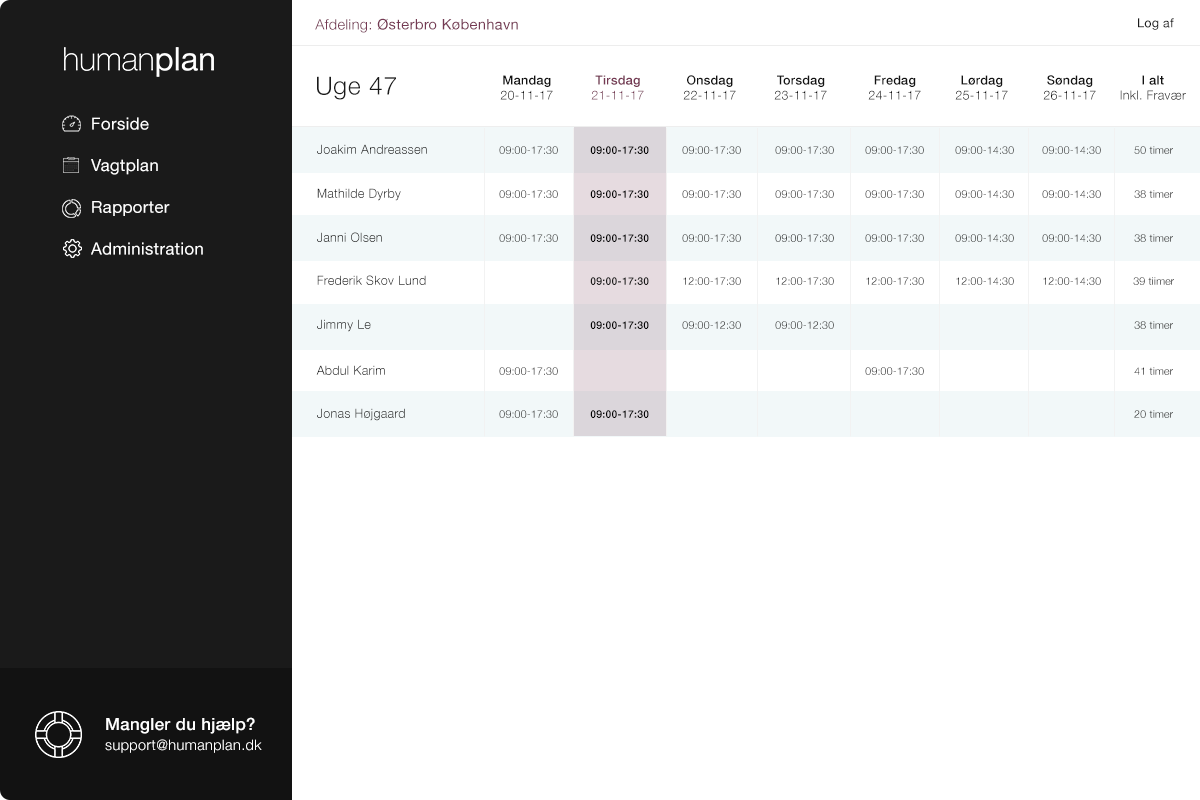 humanplan
Forside
Vagtplan
Rapporter
Administration
Mangler du hjælp?
support@humanplan.dk
Afdeling: Østerbro København
Log af
Uge 47
Mandag Tirsdag Onsdag Torsdag Fredag Lørdag Søndag I alt
20-11-17 21-11-17 22-11-17 23-11-17 24-11-17 25-11-17 26-11-17 Inkl. Fravær
Joakim Andreassen 09:00-17:30 09:00-17:30 09:00-17:30 09:00-17:30 09:00-17:30 09:00-14:30 09:00-14:30 50 timer
Mathilde Dyrby 09:00-17:30 09:00-17:30 09:00-17:30 09:00-17:30 09:00-17:30 09:00-14:30 09:00-14:30 38 timer
Janni Olsen 09:00-17:30 09:00-17:30 09:00-17:30 09:00-17:30 09:00-17:30 09:00-14:30 09:00-14:30 38 timer
Frederik Skov Lund 09:00-17:30 12:00-17:30 12:00-17:30 12:00-17:30 12:00-14:30 12:00-14:30 39 tiimer
Jimmy Le 09:00-17:30 09:00-12:30 09:00-12:30 38 timer
Abdul Karim 09:00-17:30 09:00-17:30 41 timer
Jonas Højgaard 09:00-17:30 09:00-17:30 20 timer